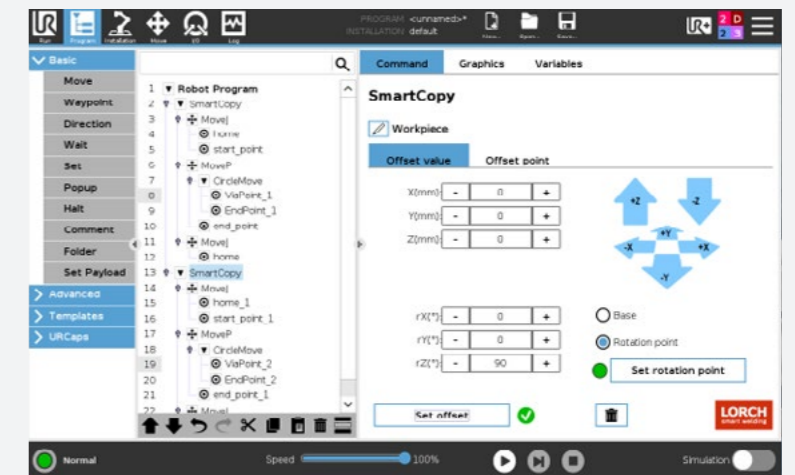 Run
Program
Installation
Move
I/O
Log
PROGRAM <unnamed>*
INSTALLATION default
New...
Open...
Save...
UR+
2 D
2 3
Basic
Move
Waypoint
Direction
Wait
Set
Popup
Halt
Comment
Folder
Set Payload
Advanced
Templates
URCaps
1 Robot Program
2 SmartCopy
3 MoveJ
4 home
5 start_point
6 MoveP
7 CircleMove
8 ViaPoint_1
9 EndPoint_1
10 end_point
11 MoveJ
12 home
13 SmartCopy
14 MoveJ
15 home_1
16 start_point_1
17 MoveP
18 CircleMove
19 ViaPoint_2
20 EndPoint_2
21 end_point_1
22 MoveJ
Command Graphics Variables
SmartCopy
Workpiece
Offset value Offset point
X(mm): - 0 +
Y(mm): - 0 +
Z(mm): - 0 +
+Z
-Z
+Y
-X
+X
-Y
rX(°): - 0 +
rY(°): - 0 +
rZ(°): - 90 +
Base
Rotation point
Set rotation point
Set offset
LORCH
smart welding
Normal
Speed
100%
Simulation